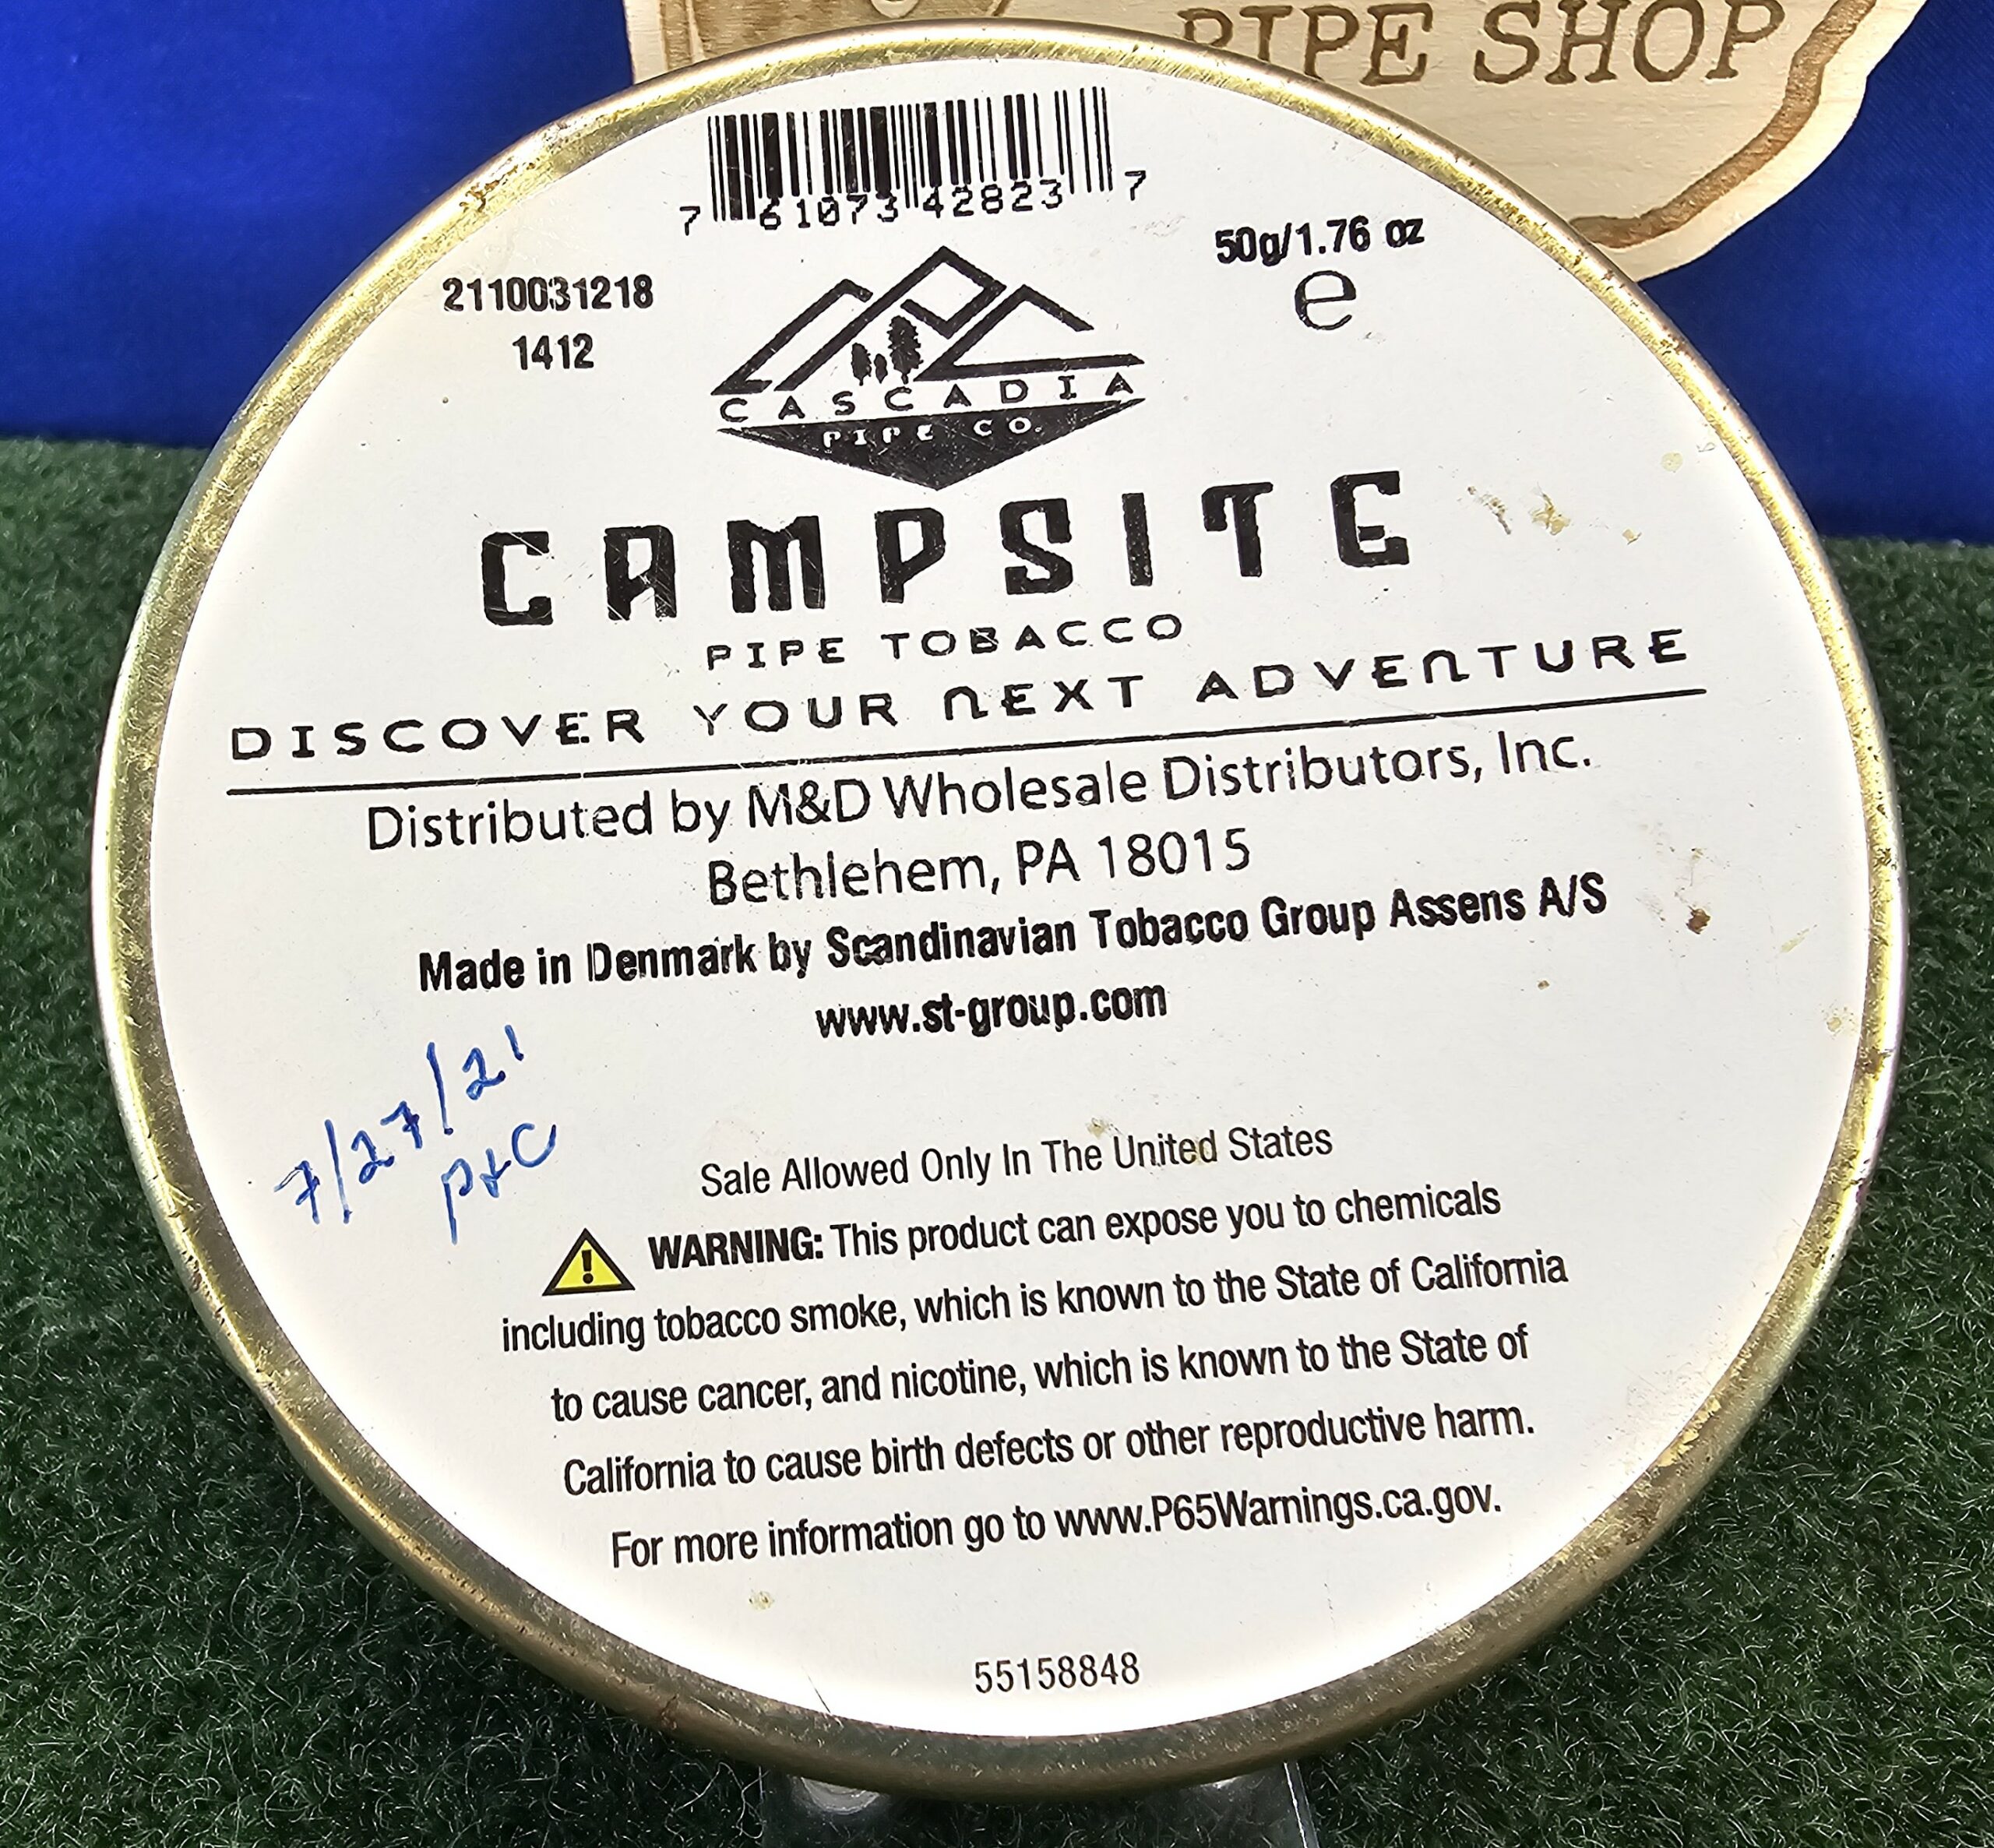 PIPE SHOP
7 61073 42823 7
50g/1.76 oz
e
2110031218
1412
CASCADIA
PIPE CO.
CAMPSITE
PIPE TOBACCO
DISCOVER YOUR NEXT ADVENTURE
Distributed by M&D Wholesale Distributors, Inc.
Bethlehem, PA 18015
Made in Denmark by Scandinavian Tobacco Group Assens A/S
www.st-group.com
7/27/21
P&C
Sale Allowed Only In The United States
WARNING: This product can expose you to chemicals
including tobacco smoke, which is known to the State of California
to cause cancer, and nicotine, which is known to the State of
California to cause birth defects or other reproductive harm.
For more information go to www.P65Warnings.ca.gov.
55158848